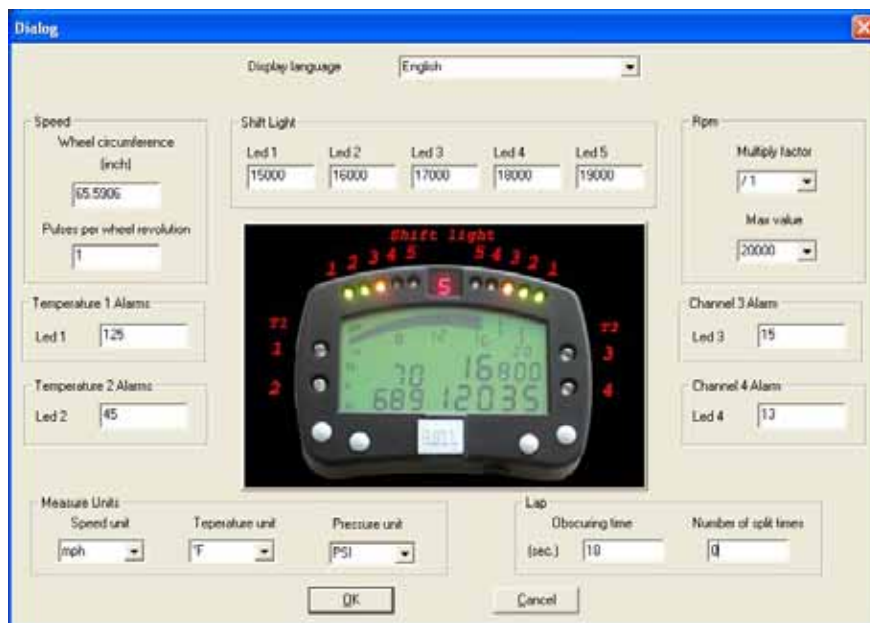 Dialog
Display language English
Speed
Wheel circumference
(inch)
65.5906
Pulses per wheel revolution
1
Shift Light
Led 1 Led 2 Led 3 Led 4 Led 5
15000 16000 17000 18000 19000
Rpm
Multiply factor
/ 1
Max value
20000
Shift light
1 2 3 4 5 5 4 3 2 1
5
T1
1
2
T2
3
4
16800
689 12035
Temperature 1 Alarms
Led 1 125
Temperature 2 Alarms
Led 2 45
Channel 3 Alarm
Led 3 15
Channel 4 Alarm
Led 4 13
Measure Units
Speed unit Teperature unit Pressure unit
mph °F PSI
Lap
Obscuring time Number of split times
(sec.) 10 0
OK Cancel